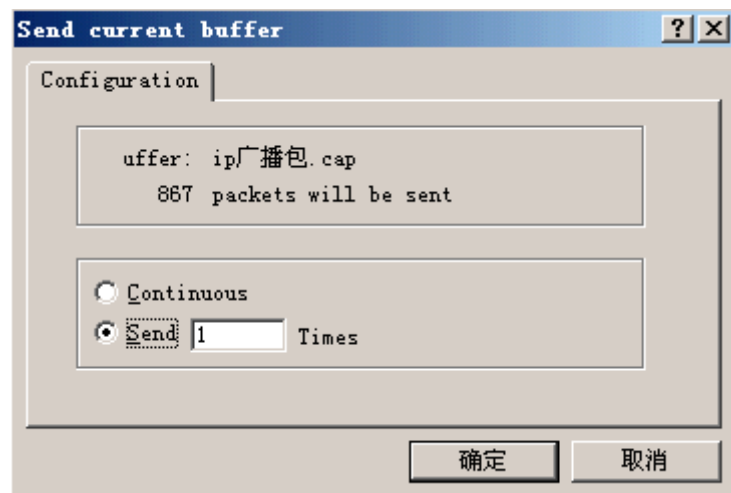 Send current buffer
Configuration
uffer: ip广播包.cap
867 packets will be sent
Continuous
Send 1 Times
确定 取消